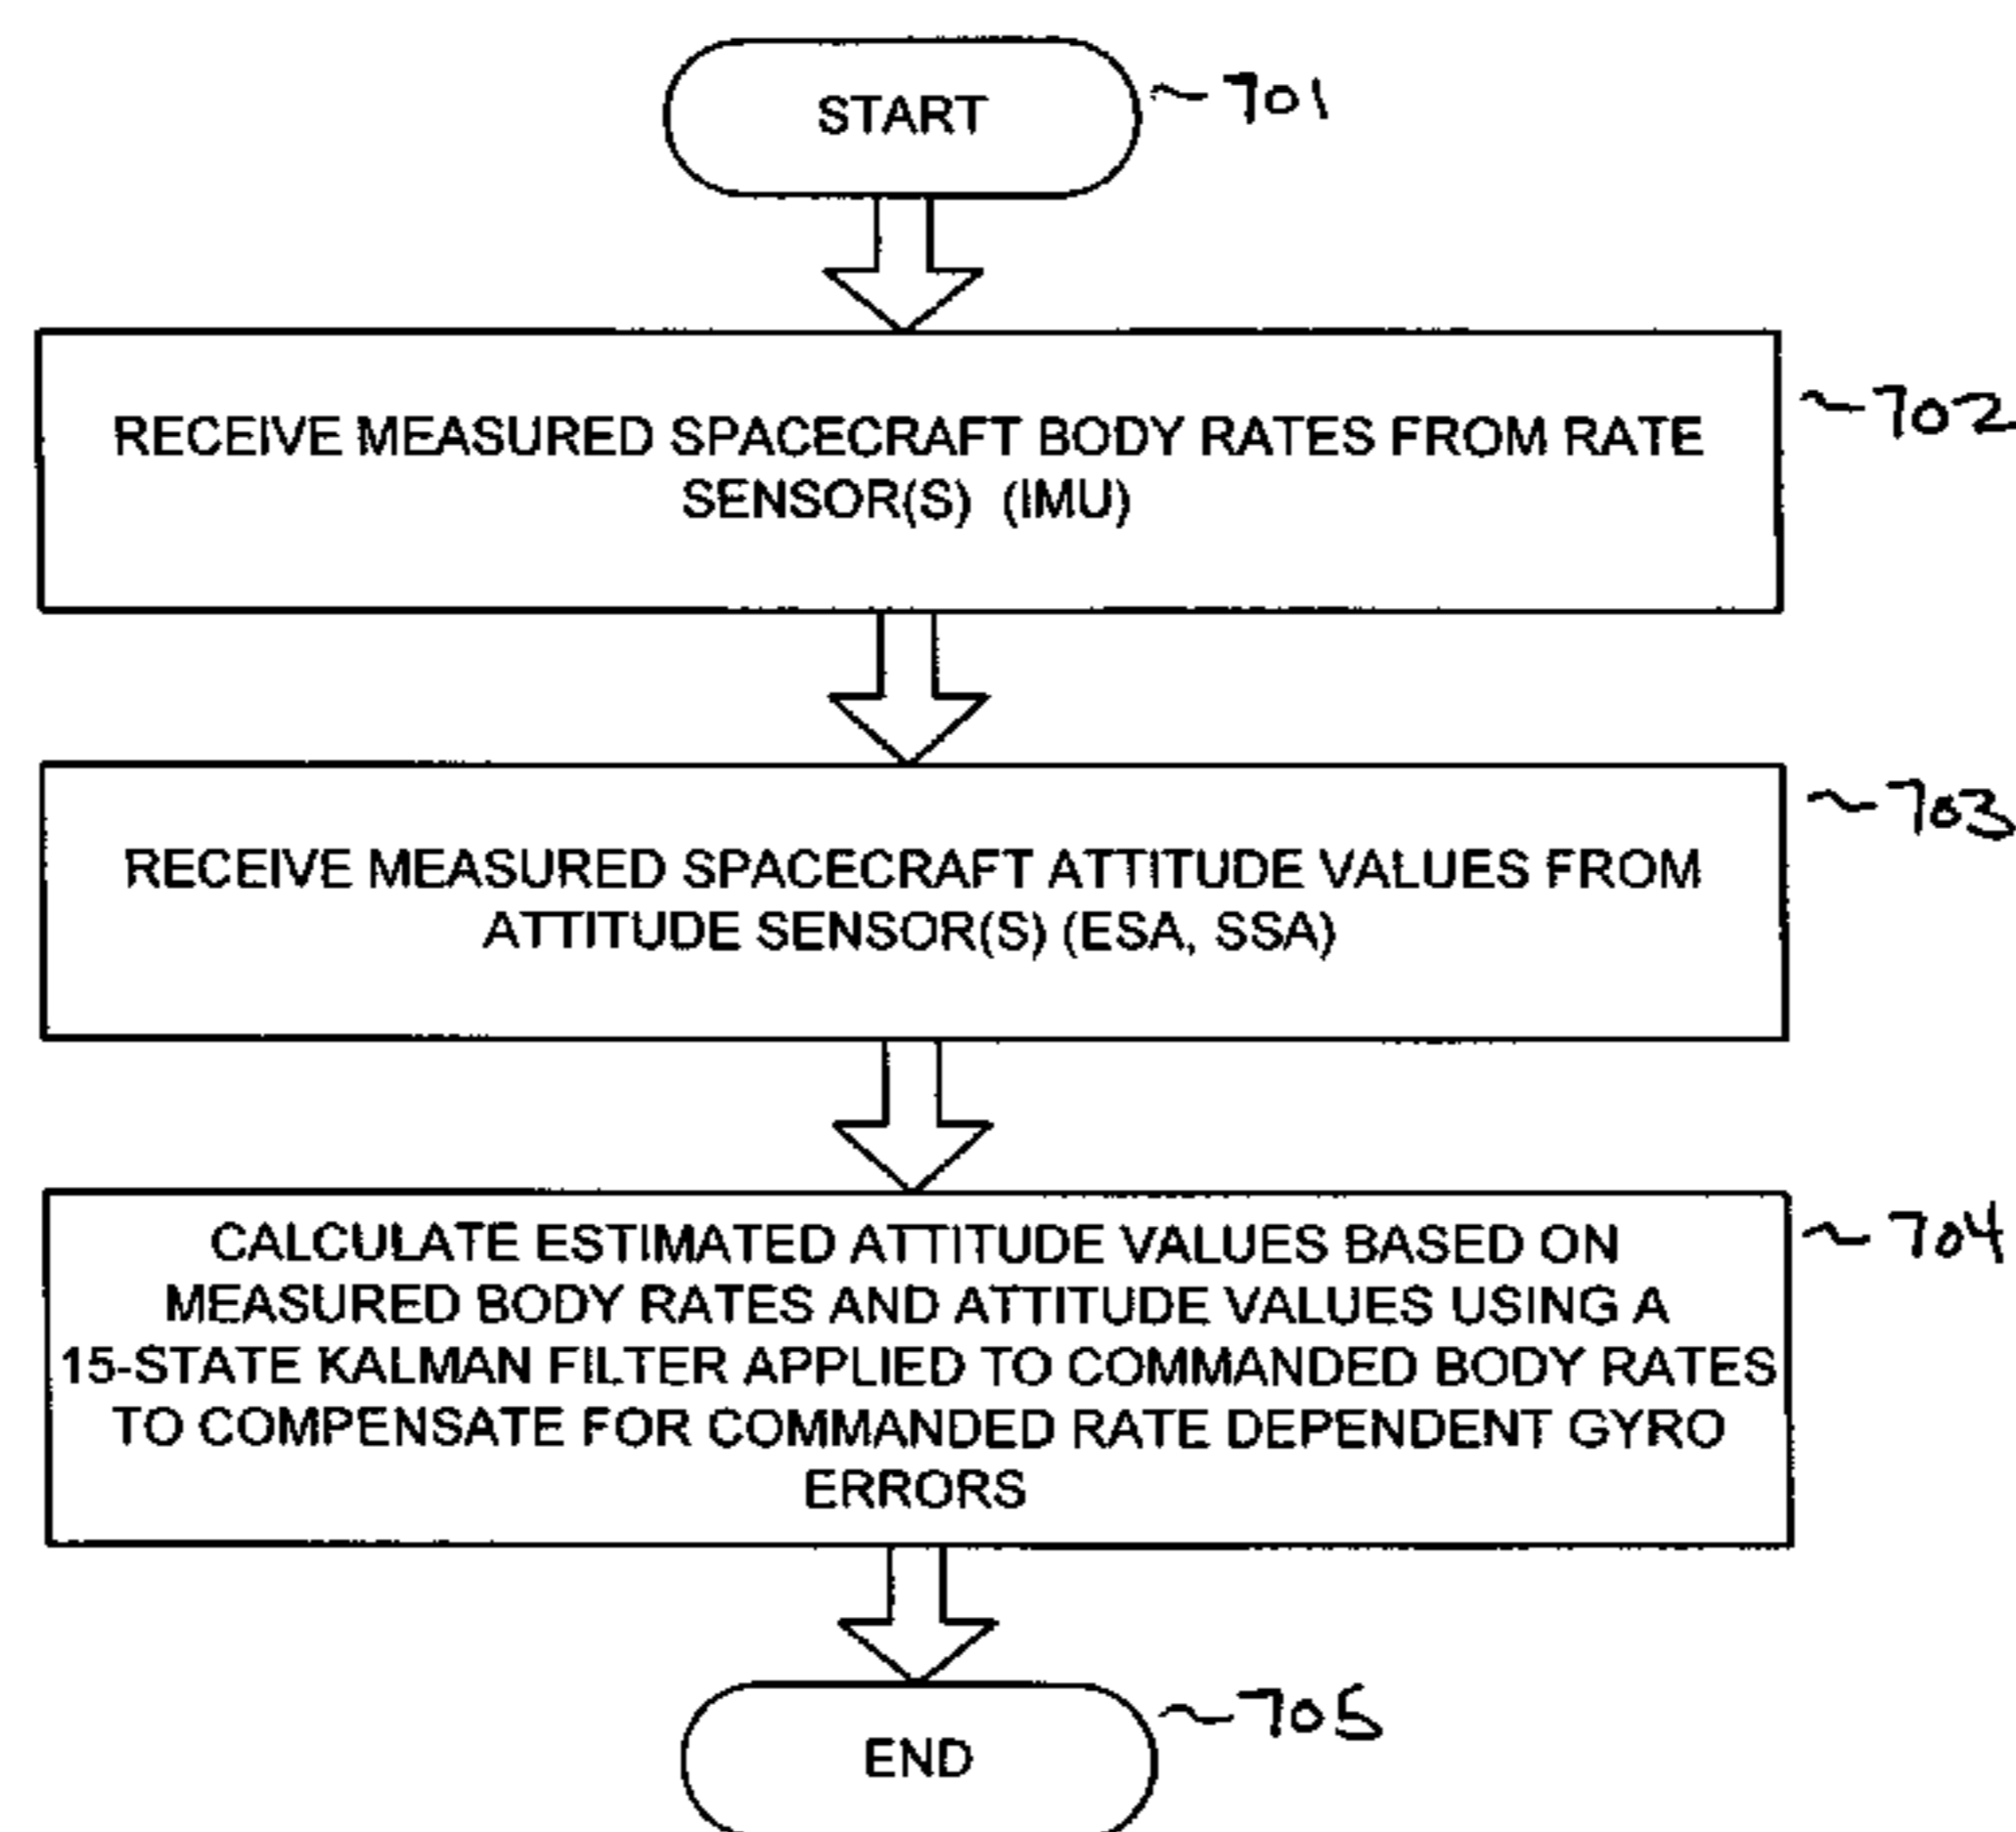 START
~701
RECEIVE MEASURED SPACECRAFT BODY RATES FROM RATE
SENSOR(S) (IMU)
~702
RECEIVE MEASURED SPACECRAFT ATTITUDE VALUES FROM
ATTITUDE SENSOR(S) (ESA, SSA)
~703
CALCULATE ESTIMATED ATTITUDE VALUES BASED ON
MEASURED BODY RATES AND ATTITUDE VALUES USING A
15-STATE KALMAN FILTER APPLIED TO COMMANDED BODY RATES
TO COMPENSATE FOR COMMANDED RATE DEPENDENT GYRO
ERRORS
~704
END
~705